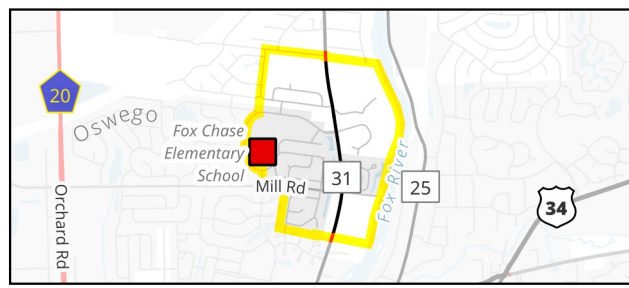 20
Oswego
Fox Chase
Elementary
School
Mill Rd
31
25
Fox River
34
Orchard Rd